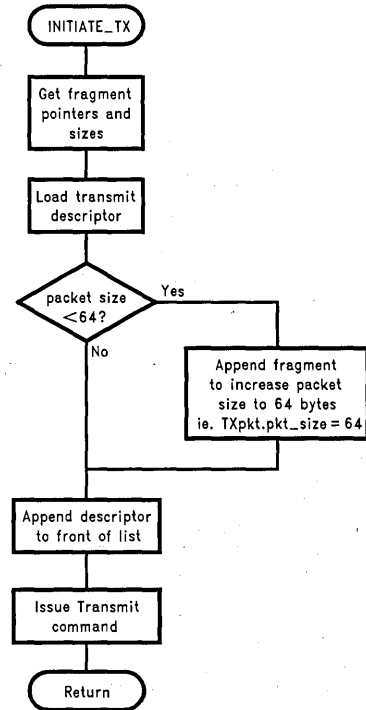 INITIATE_TX
Get fragment
pointers and
sizes
Load transmit
descriptor
packet size
<64?
Yes
No
Append fragment
to increase packet
size to 64 bytes
ie. TXpkt.pkt_size = 64
Append descriptor
to front of list
Issue Transmit
command
Return